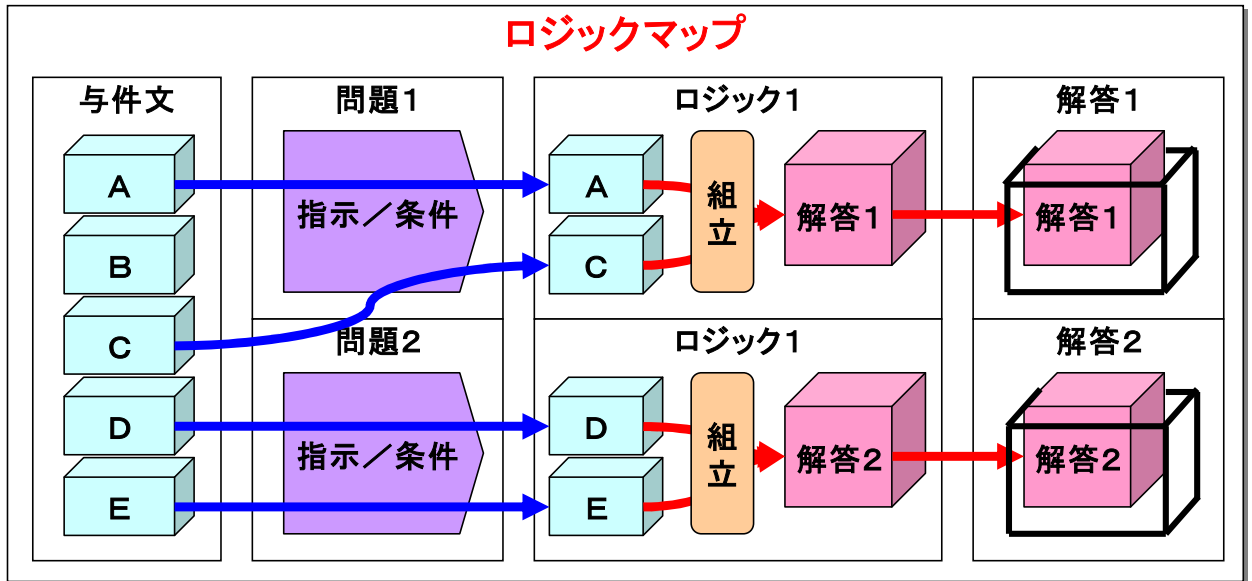 ロジックマップ
与件文
A
B
C
D
E
問題1
指示／条件
問題2
指示／条件
ロジック1
A
C
組立
解答1
ロジック1
D
E
組立
解答2
解答1
解答1
解答2
解答2